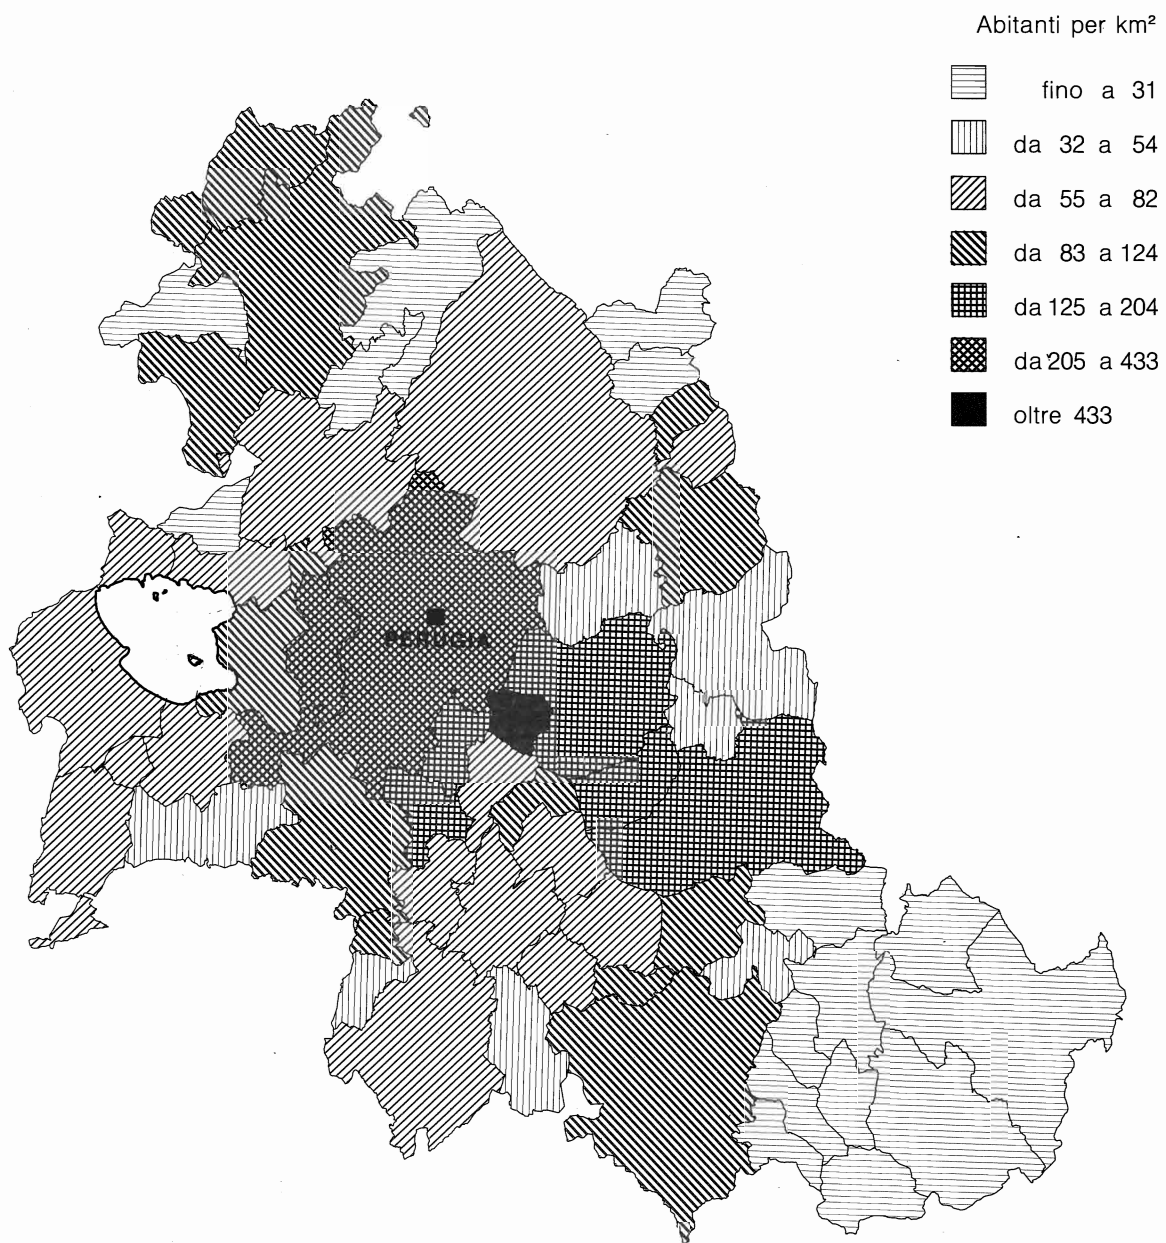 Abitanti per km²
fino a 31
da 32 a 54
da 55 a 82
da 83 a 124
da 125 a 204
da 205 a 433
oltre 433
PERUGIA